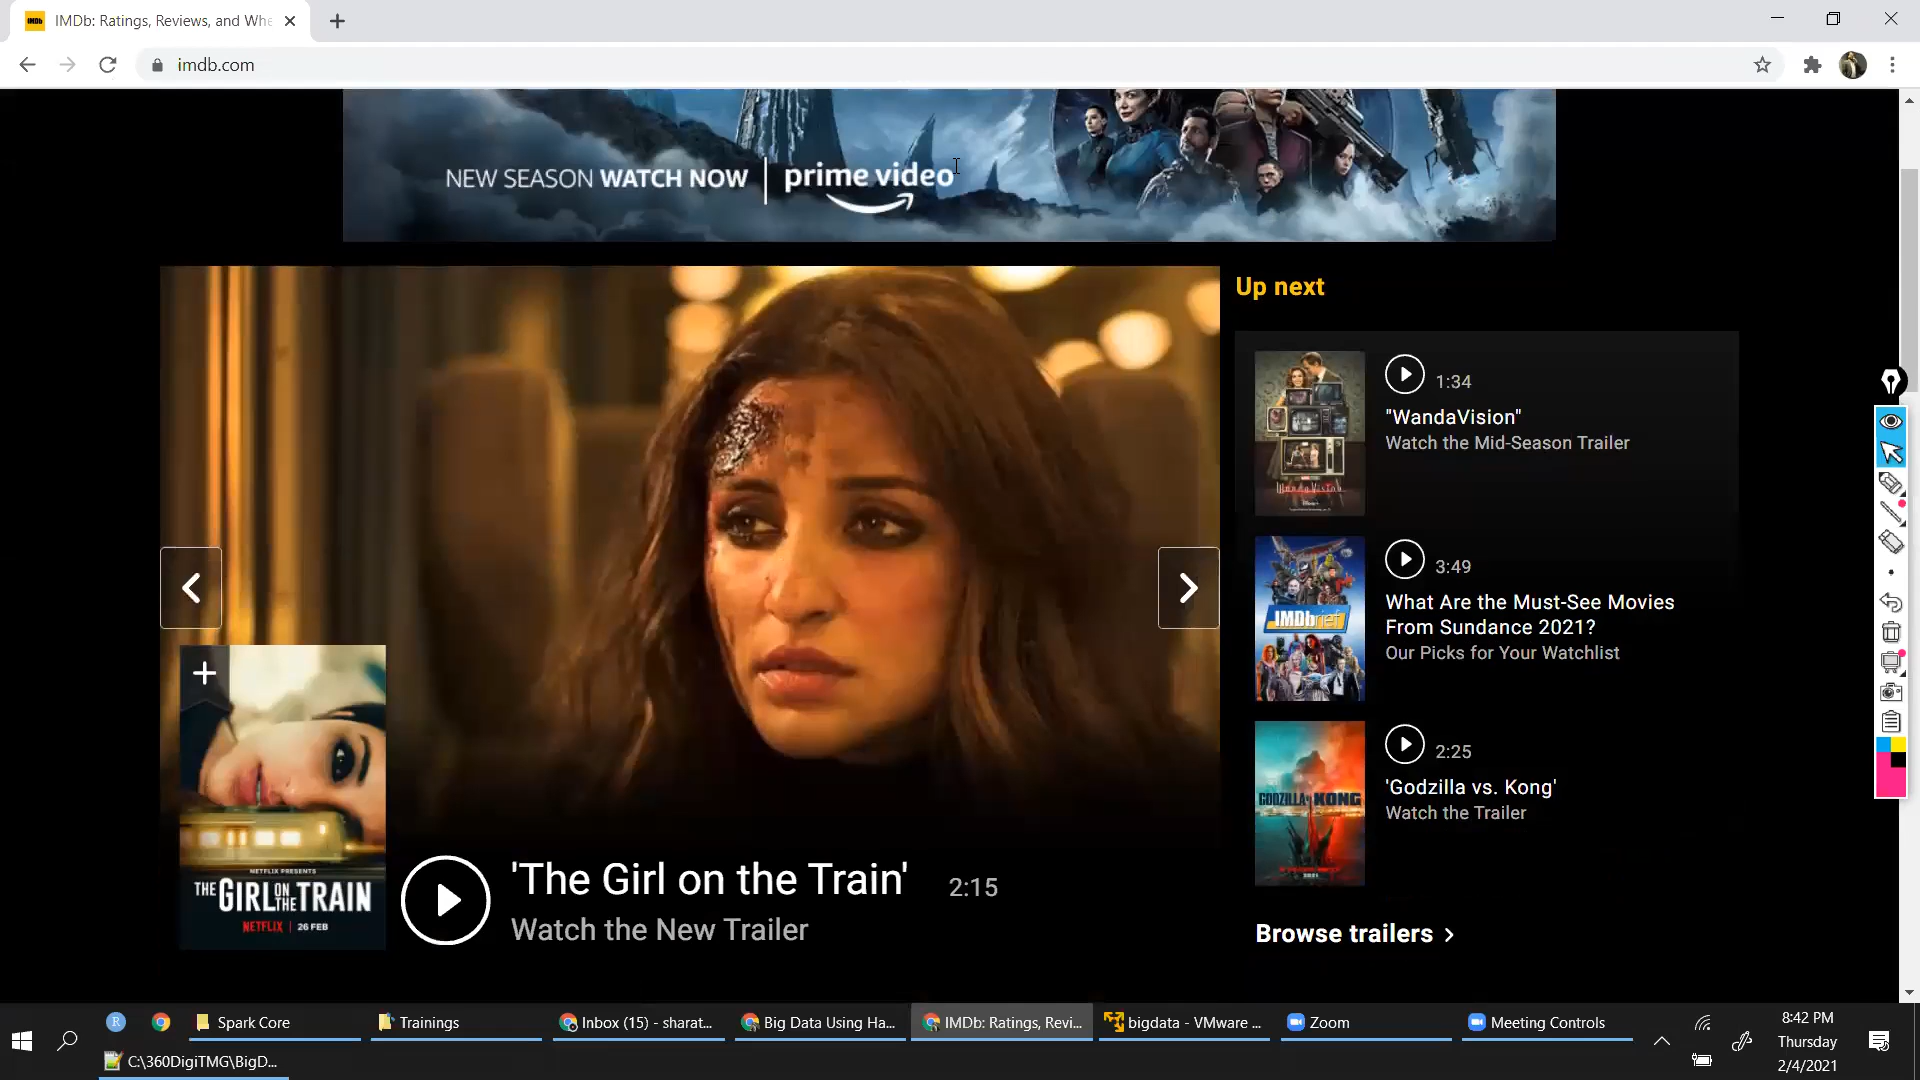 IMDb IMDb: Ratings, Reviews, and Whe
imdb.com
NEW SEASON WATCH NOW | prime video
Up next
1:34
"WandaVision"
Watch the Mid-Season Trailer
WandaVision
3:49
What Are the Must-See Movies
From Sundance 2021?
Our Picks for Your Watchlist
IMDbrief
2:25
'Godzilla vs. Kong'
Watch the Trailer
GODZILLA KONG
Browse trailers
NETFLIX PRESENTS
THE GIRL ON THE TRAIN
NETFLIX | 26 FEB
'The Girl on the Train' 2:15
Watch the New Trailer
R
Spark Core
Trainings
Inbox (15) - sharat...
Big Data Using Ha...
IMDb: Ratings, Revi...
bigdata - VMware ...
Zoom
Meeting Controls
C:\360DigiTMG\BigD...
8:42 PM
Thursday
2/4/2021